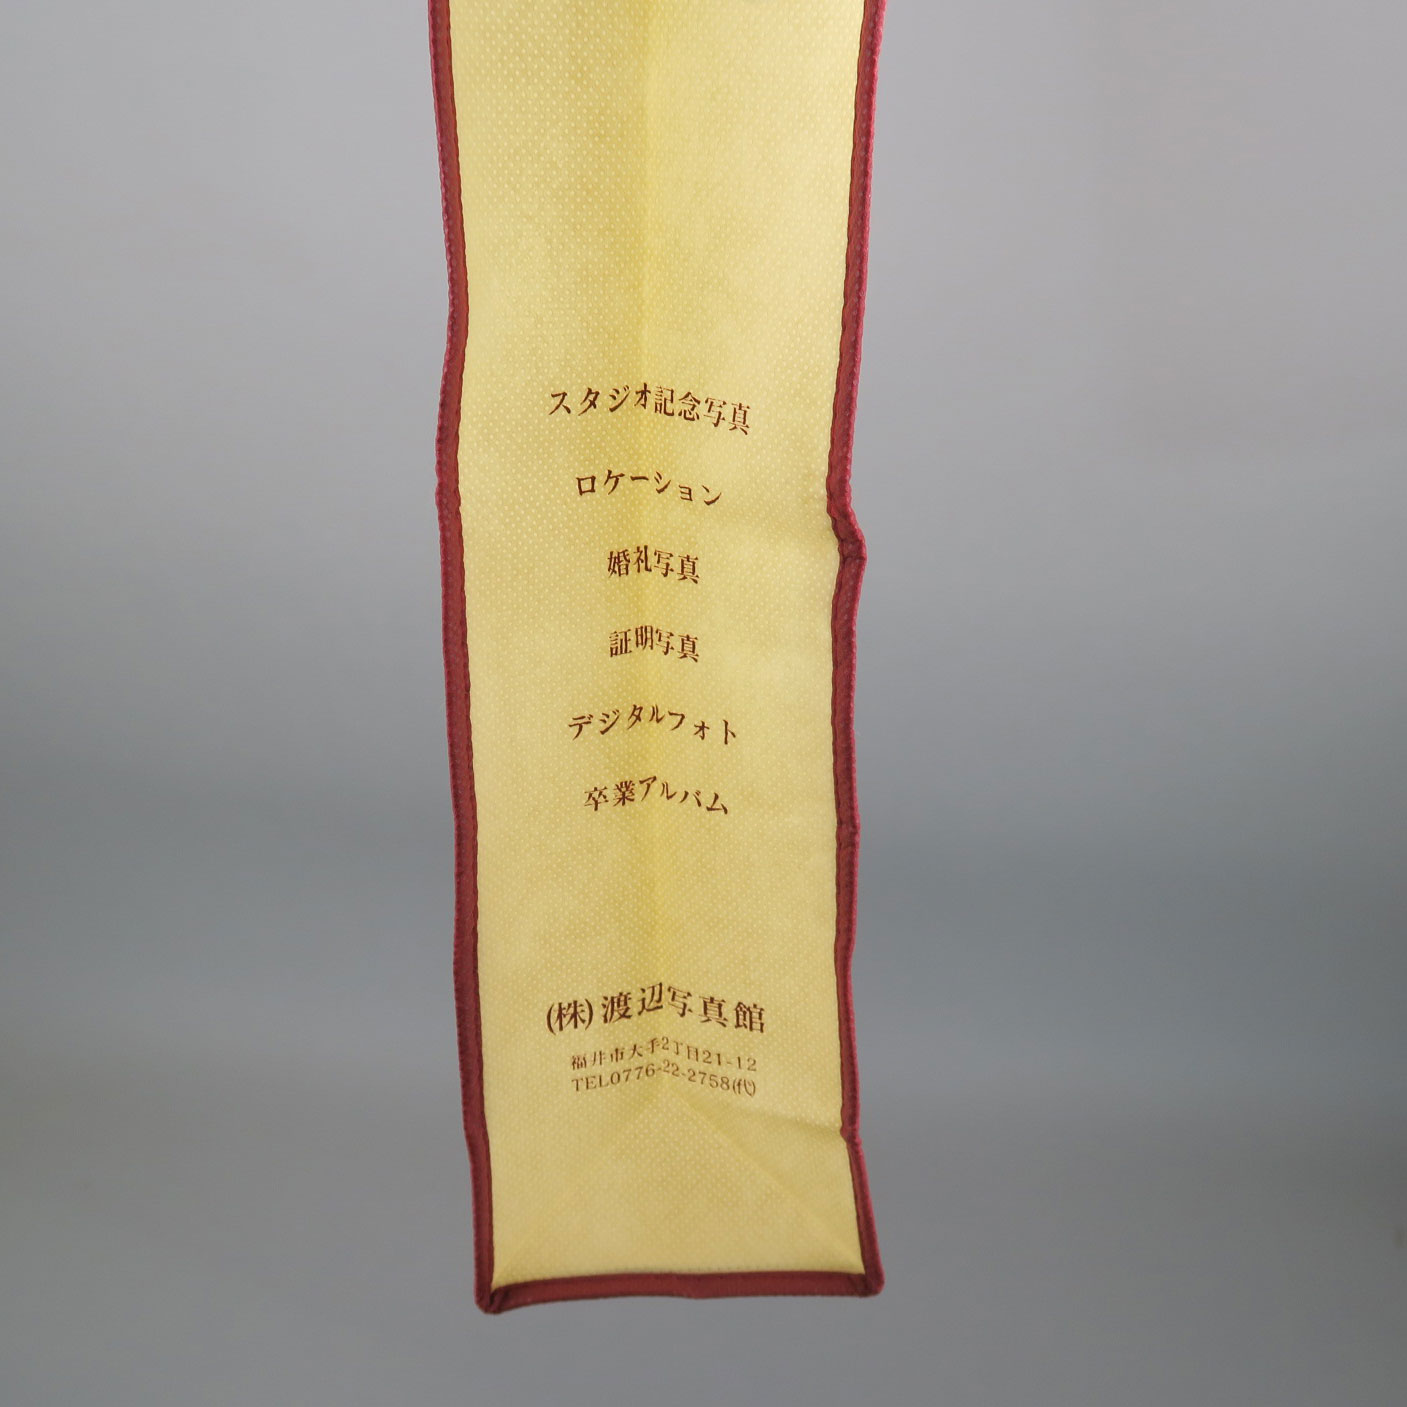 スタジオ記念写真
ロケーション
婚礼写真
証明写真
デジタルフォト
卒業アルバム
(株)渡辺写真館
福井市大手2丁目21-12
TEL0776-22-2758(代)